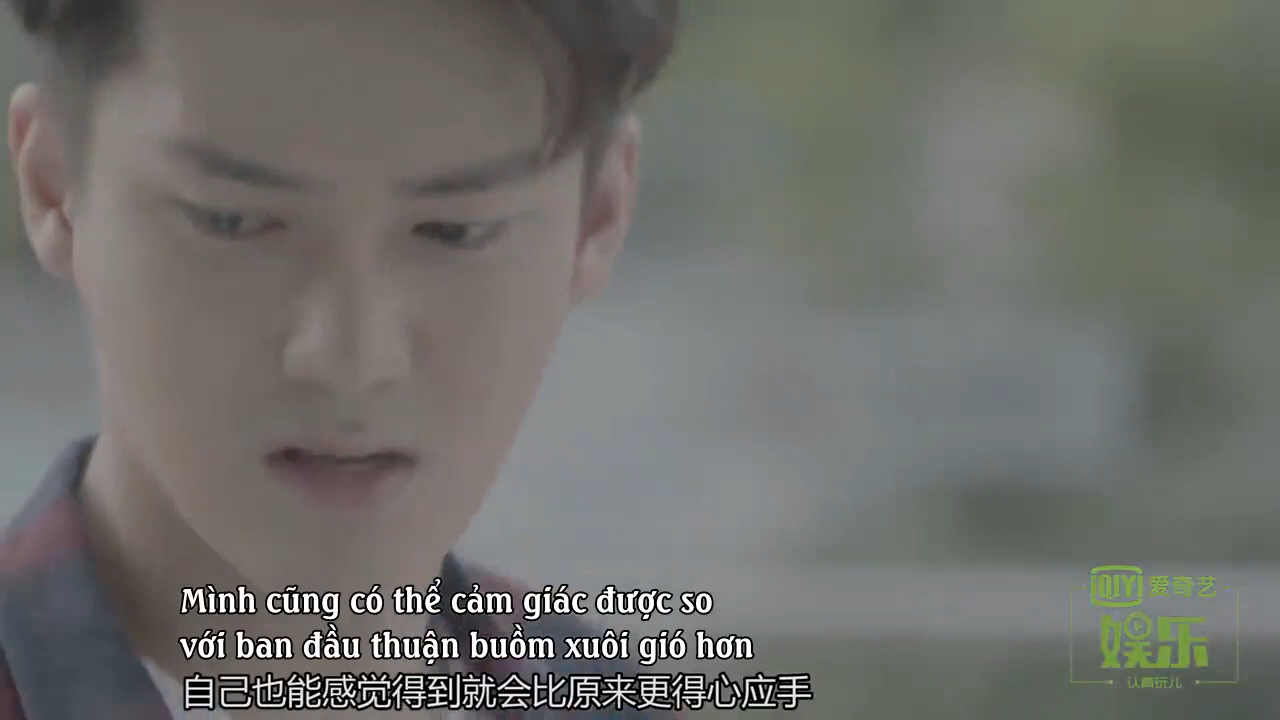 Mình cũng có thể cảm giác được so
với ban đầu thuận buồm xuôi gió hơn
自己也能感觉得到就会比原来更得心应手
QIYI 爱奇艺
娱乐
认真玩儿